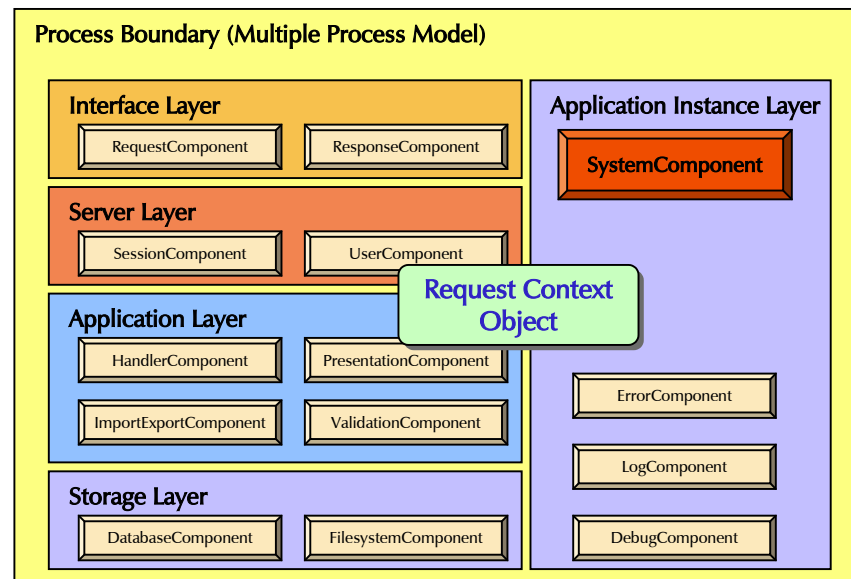 Process Boundary (Multiple Process Model)
Interface Layer
RequestComponent
ResponseComponent
Server Layer
SessionComponent
UserComponent
Application Layer
HandlerComponent
PresentationComponent
ImportExportComponent
ValidationComponent
Storage Layer
DatabaseComponent
FilesystemComponent
Request Context
Object
Application Instance Layer
SystemComponent
ErrorComponent
LogComponent
DebugComponent